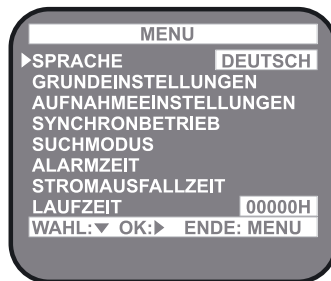 MENU
▶SPRACHE DEUTSCH
GRUNDEINSTELLUNGEN
AUFNAHMEEINSTELLUNGEN
SYNCHRONBETRIEB
SUCHMODUS
ALARMZEIT
STROMAUSFALLZEIT
LAUFZEIT 00000H
WAHL:▼ OK:▶ ENDE: MENU